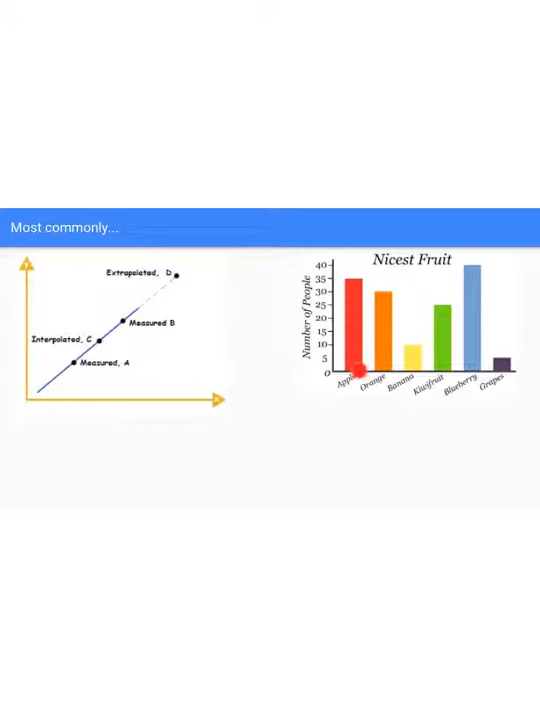 Most commonly...
Y
Extrapolated, D
Measured B
Interpolated, C
Measured, A
X
Nicest Fruit
Number of People
40
35
30
25
20
15
10
5
0
Orange
Banana
Kiwifruit
Blueberry
Grapes